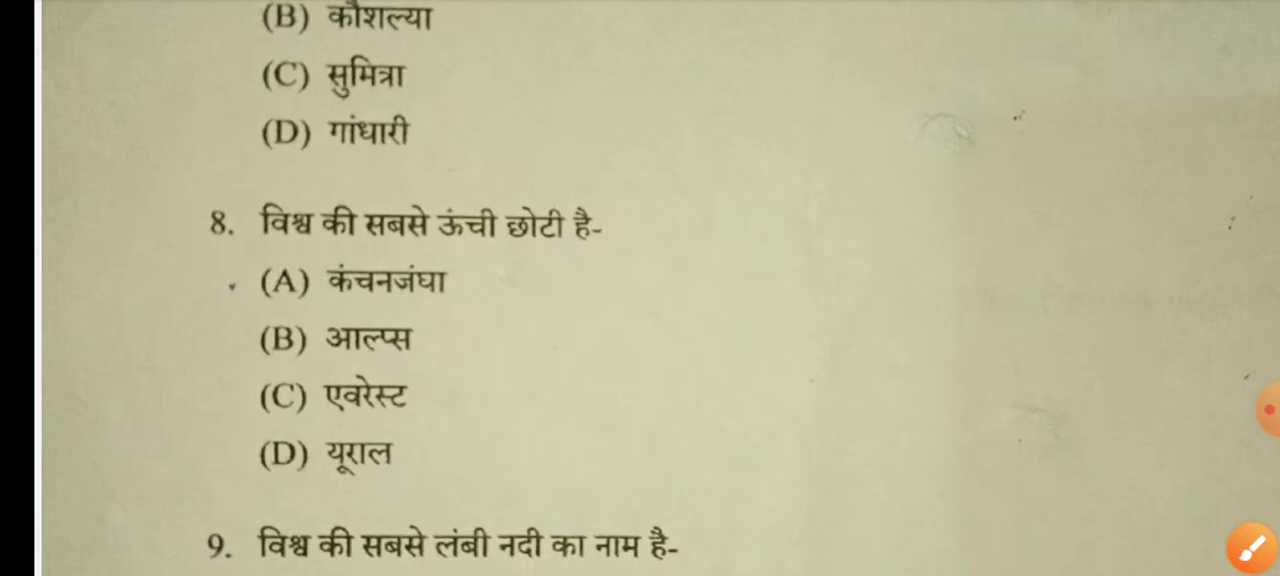 (B) कौशल्या
(C) सुमित्रा
(D) गांधारी
8. विश्व की सबसे ऊंची छोटी है-
(A) कंचनजंघा
(B) आल्प्स
(C) एवरेस्ट
(D) यूराल
9. विश्व की सबसे लंबी नदी का नाम है-